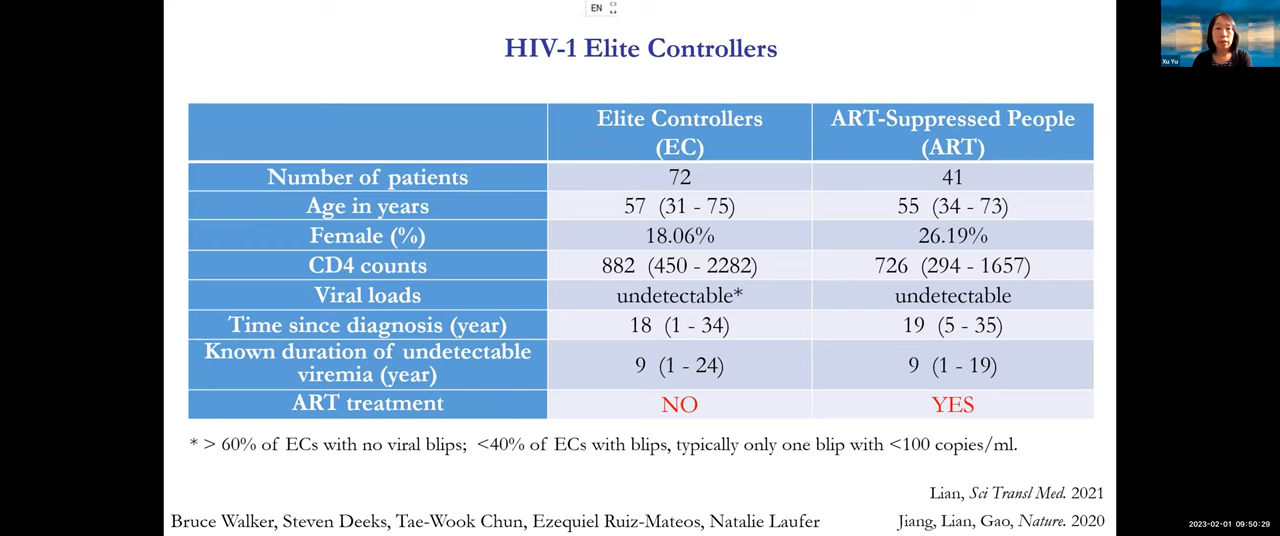 EN
HIV-1 Elite Controllers
Xu Yu
Elite Controllers (EC) ART-Suppressed People (ART)
Number of patients 72 41
Age in years 57 (31 - 75) 55 (34 - 73)
Female (%) 18.06% 26.19%
CD4 counts 882 (450 - 2282) 726 (294 - 1657)
Viral loads undetectable* undetectable
Time since diagnosis (year) 18 (1 - 34) 19 (5 - 35)
Known duration of undetectable viremia (year) 9 (1 - 24) 9 (1 - 19)
ART treatment NO YES
* > 60% of ECs with no viral blips; <40% of ECs with blips, typically only one blip with <100 copies/ml.
Lian, Sci Transl Med. 2021
Bruce Walker, Steven Deeks, Tae-Wook Chun, Ezequiel Ruiz-Mateos, Natalie Laufer
Jiang, Lian, Gao, Nature. 2020
2023-02-01 09:50:29